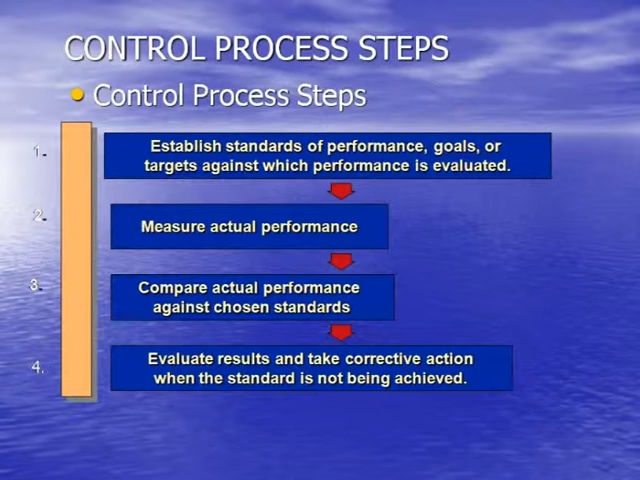 CONTROL PROCESS STEPS
• Control Process Steps
1.
Establish standards of performance, goals, or
targets against which performance is evaluated.
2.
Measure actual performance
3.
Compare actual performance
against chosen standards
4.
Evaluate results and take corrective action
when the standard is not being achieved.